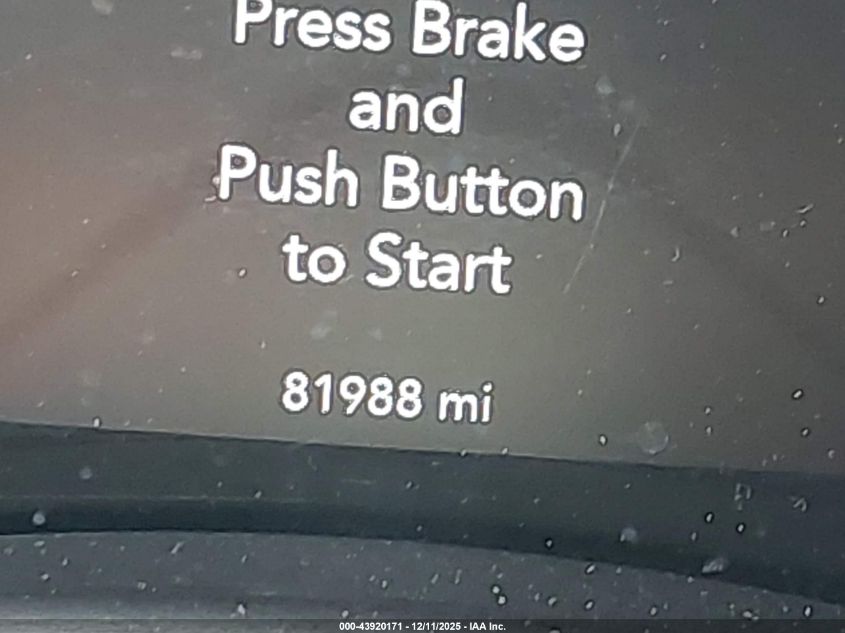 Press Brake
and
Push Button
to Start
81988 mi
000-43920171 - 12/11/2025 - IAA Inc.